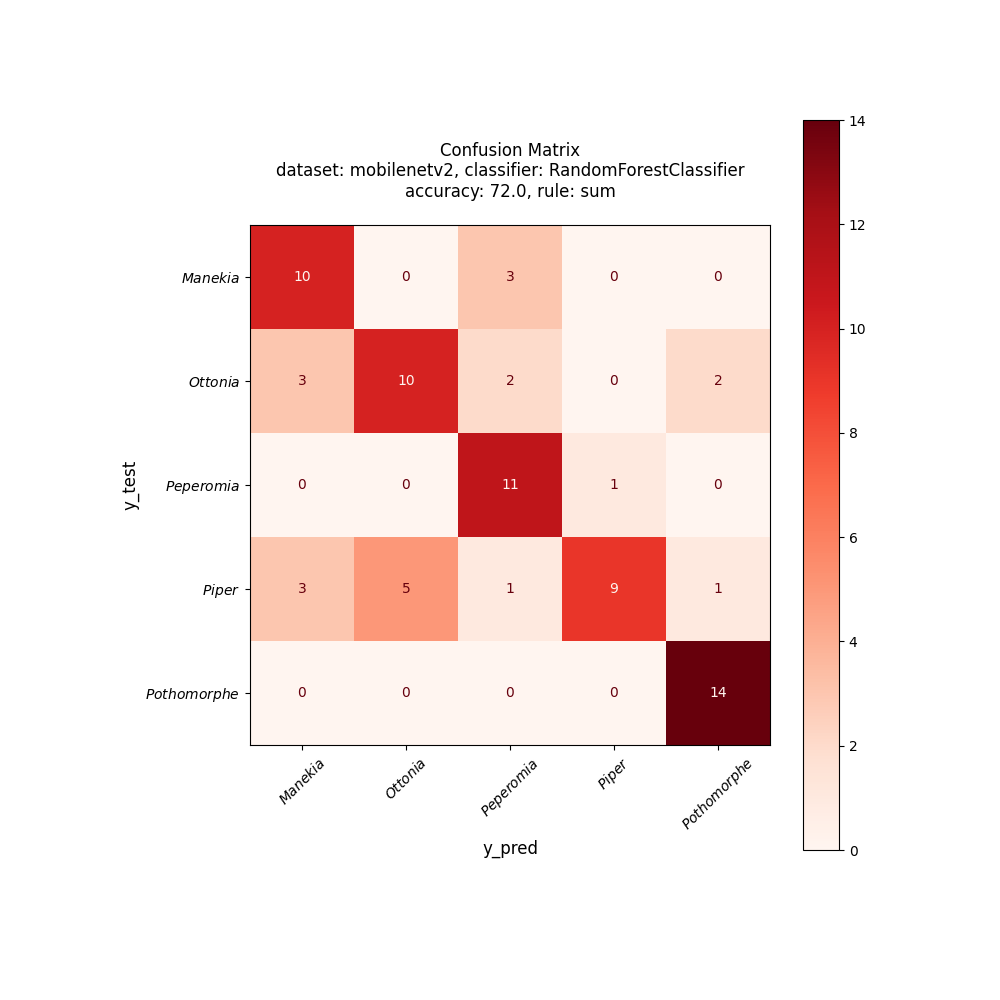 Confusion Matrix
dataset: mobilenetv2, classifier: RandomForestClassifier
accuracy: 72.0, rule: sum
Manekia 10 0 3 0 0
Ottonia 3 10 2 0 2
Peperomia 0 0 11 1 0
Piper 3 5 1 9 1
Pothomorphe 0 0 0 0 14
y_test
Manekia Ottonia Peperomia Piper Pothomorphe
y_pred
14
12
10
8
6
4
2
0